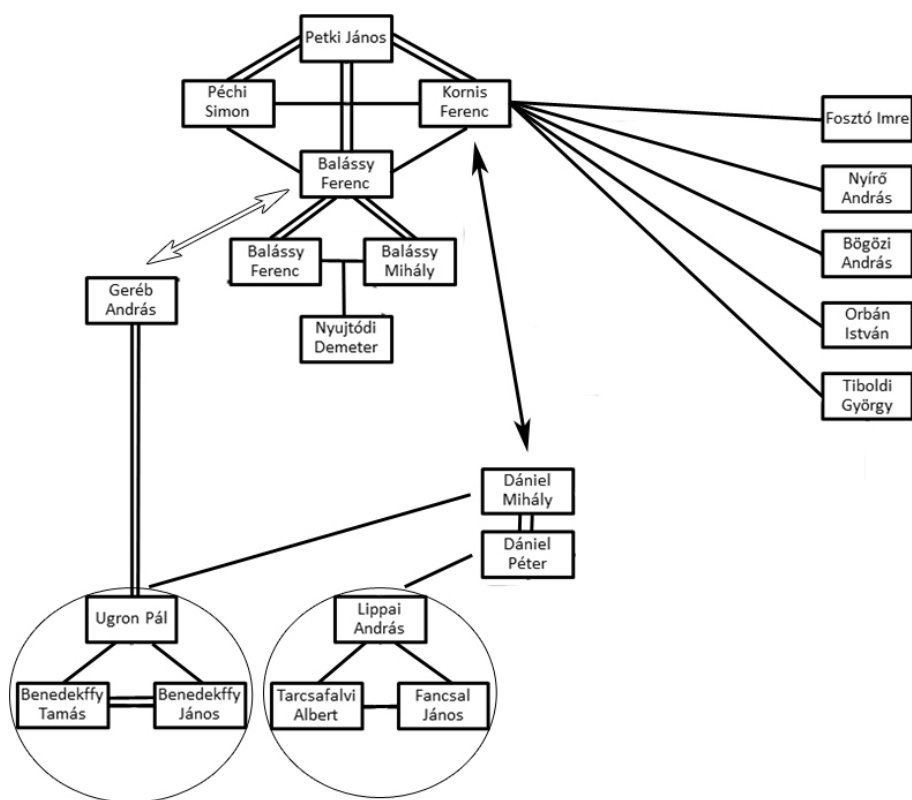 Petki János
Péchi
Simon
Kornis
Ferenc
Fosztó Imre
Balássy
Ferenc
Nyírő
András
Balássy
Ferenc
Balássy
Mihály
Bögözi
András
Geréb
András
Nyujtódi
Demeter
Orbán
István
Tiboldi
György
Dániel
Mihály
Dániel
Péter
Ugron Pál
Lippai
András
Benedekffy
Tamás
Benedekffy
János
Tarcsafalvi
Albert
Fancsal
János